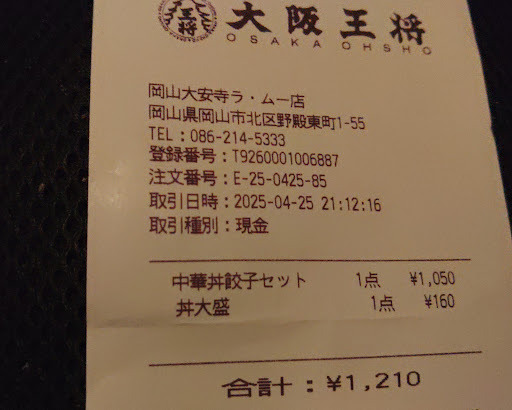 王将 大阪王将
OSAKA OHSHO
岡山大安寺ラ・ムー店
岡山県岡山市北区野殿東町1-55
TEL：086-214-5333
登録番号：T9260001006887
注文番号：E-25-0425-85
取引日時：2025-04-25 21:12:16
取引種別：現金
中華丼餃子セット 1点 ¥1,050
丼大盛 1点 ¥160
合計：¥1,210